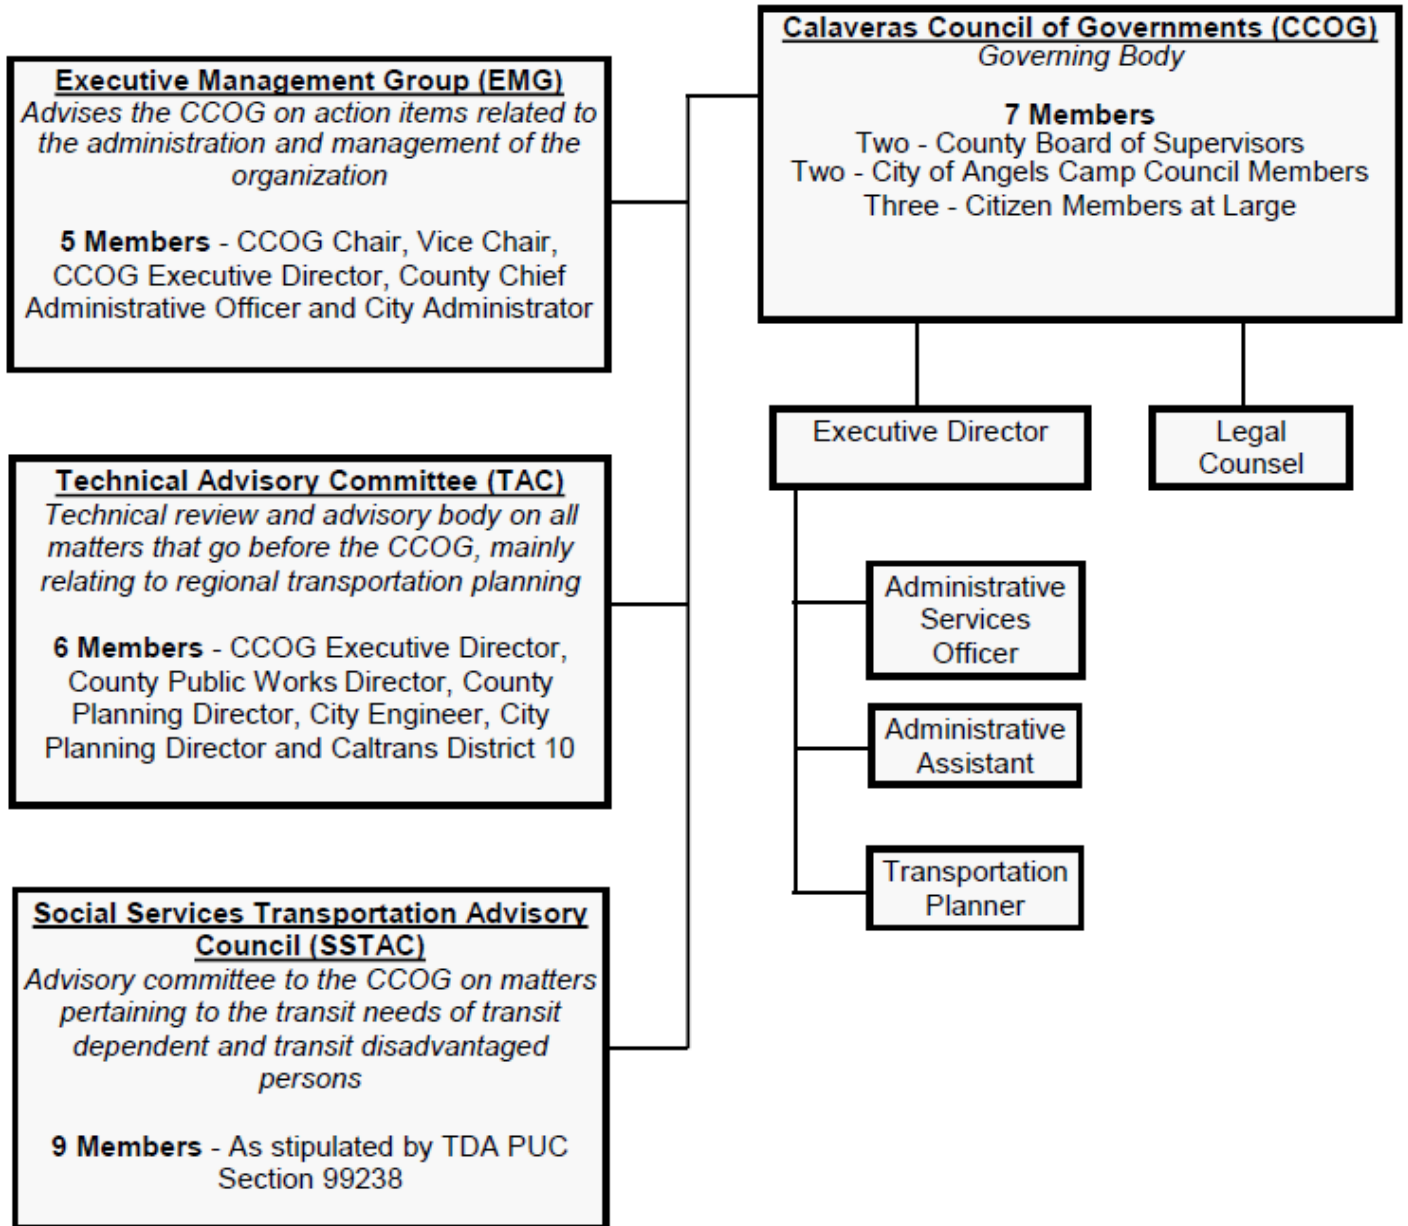 Calaveras Council of Governments (CCOG)
Governing Body
7 Members
Two - County Board of Supervisors
Two - City of Angels Camp Council Members
Three - Citizen Members at Large
Executive Management Group (EMG)
Advises the CCOG on action items related to
the administration and management of the
organization
5 Members - CCOG Chair, Vice Chair,
CCOG Executive Director, County Chief
Administrative Officer and City Administrator
Technical Advisory Committee (TAC)
Technical review and advisory body on all
matters that go before the CCOG, mainly
relating to regional transportation planning
6 Members - CCOG Executive Director,
County Public Works Director, County
Planning Director, City Engineer, City
Planning Director and Caltrans District 10
Social Services Transportation Advisory
Council (SSTAC)
Advisory committee to the CCOG on matters
pertaining to the transit needs of transit
dependent and transit disadvantaged
persons
9 Members - As stipulated by TDA PUC
Section 99238
Executive Director
Legal
Counsel
Administrative
Services
Officer
Administrative
Assistant
Transportation
Planner